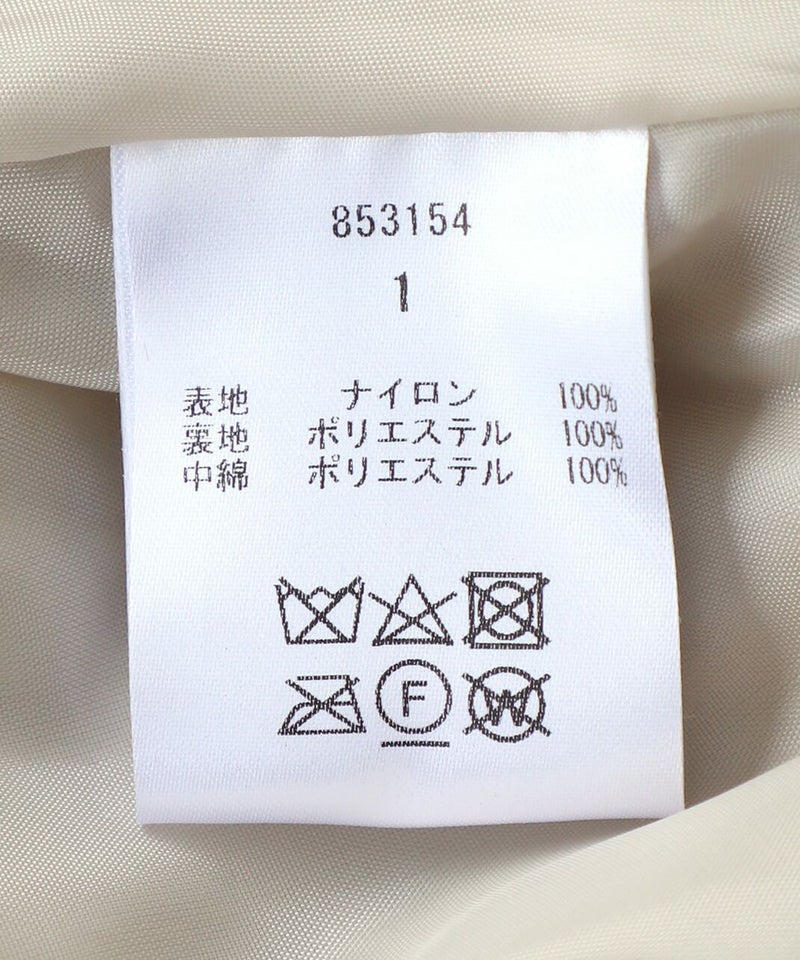 853154
1
表地 ナイロン 100%
裏地 ポリエステル 100%
中綿 ポリエステル 100%
F W